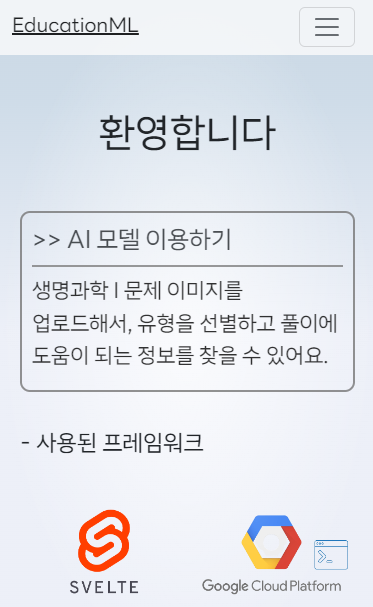 EducationML
환영합니다
>> AI 모델 이용하기
생명과학 I 문제 이미지를
업로드해서, 유형을 선별하고 풀이에
도움이 되는 정보를 찾을 수 있어요.
- 사용된 프레임워크
SVELTE
Google Cloud Platform